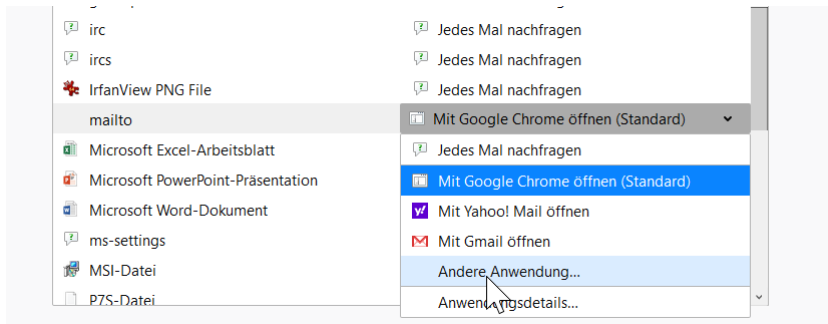 irc Jedes Mal nachfragen
ircs Jedes Mal nachfragen
IrfanView PNG File Jedes Mal nachfragen
mailto Mit Google Chrome öffnen (Standard)
Microsoft Excel-Arbeitsblatt Jedes Mal nachfragen
Microsoft PowerPoint-Präsentation Mit Google Chrome öffnen (Standard)
Microsoft Word-Dokument Mit Yahoo! Mail öffnen
ms-settings Mit Gmail öffnen
MSI-Datei Andere Anwendung...
P7S-Datei Anwendungsdetails...